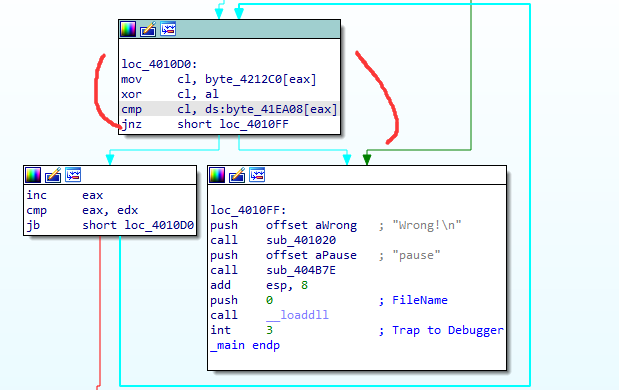 loc_4010D0:
mov cl, byte_4212C0[eax]
xor cl, al
cmp cl, ds:byte_41EA08[eax]
jnz short loc_4010FF
inc eax
cmp eax, edx
jb short loc_4010D0
loc_4010FF:
push offset aWrong ; "Wrong!\n"
call sub_401020
push offset aPause ; "pause"
call sub_404B7E
add esp, 8
push 0 ; FileName
call __loaddll
int 3 ; Trap to Debugger
_main endp